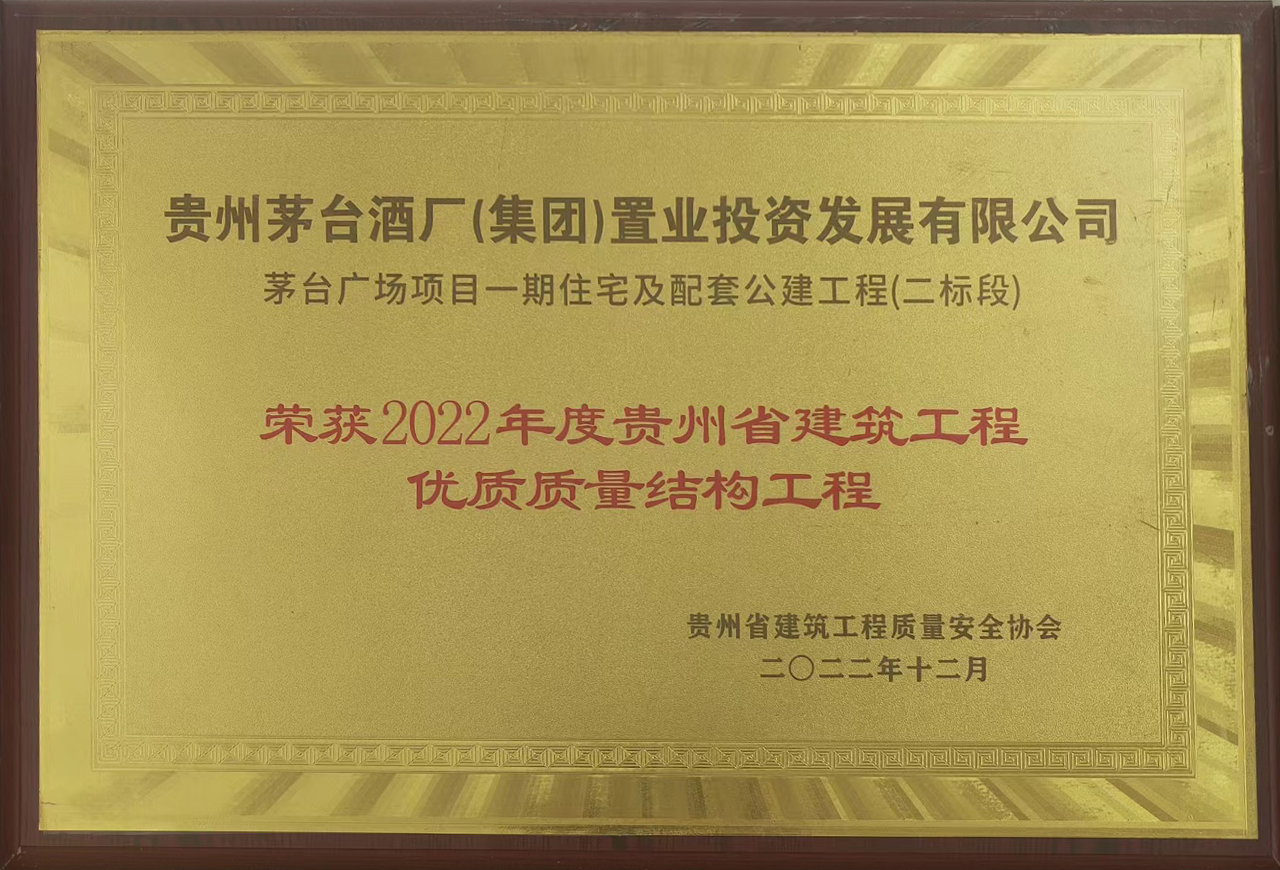 贵州茅台酒厂(集团)置业投资发展有限公司
茅台广场项目一期住宅及配套公建工程(二标段)
荣获2022年度贵州省建筑工程
优质质量结构工程
贵州省建筑工程质量安全协会
二〇二二年十二月